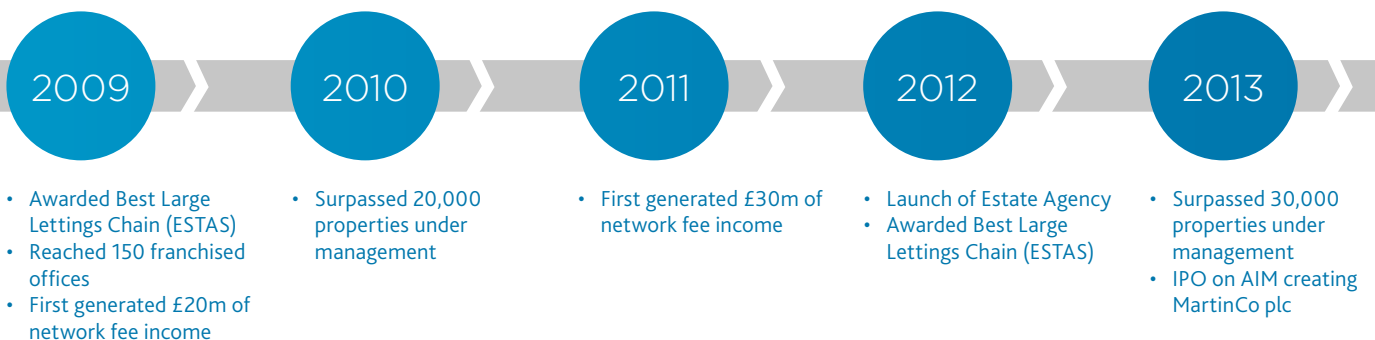 2009
• Awarded Best Large
Lettings Chain (ESTAS)
• Reached 150 franchised
offices
• First generated £20m of
network fee income
2010
• Surpassed 20,000
properties under
management
2011
• First generated £30m of
network fee income
2012
• Launch of Estate Agency
• Awarded Best Large
Lettings Chain (ESTAS)
2013
• Surpassed 30,000
properties under
management
• IPO on AIM creating
MartinCo plc